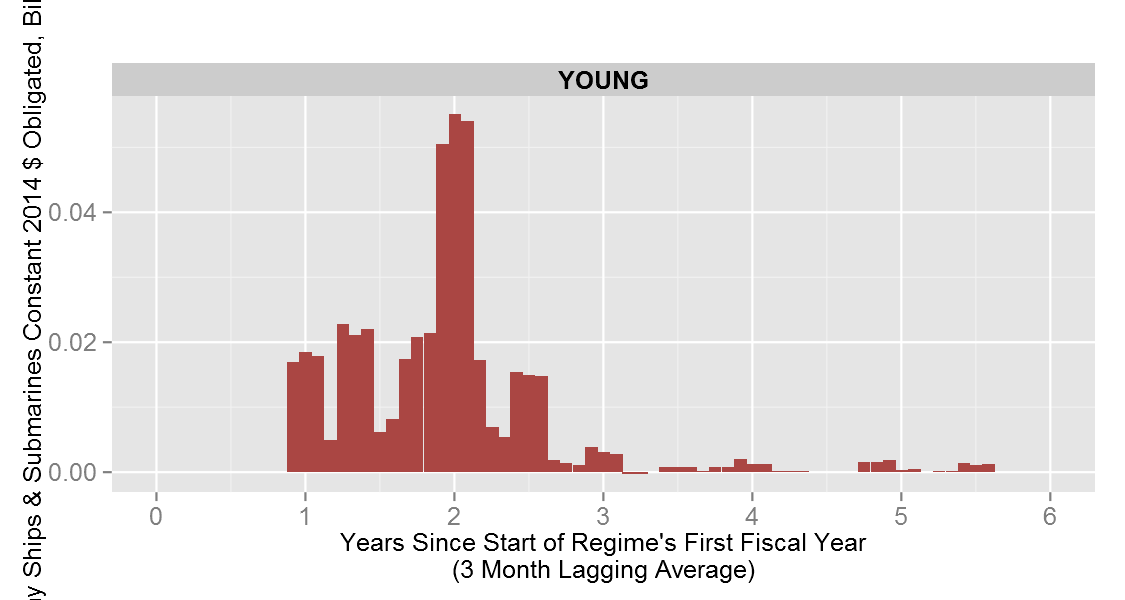 YOUNG
Ships & Submarines Constant 2014 $ Obligated,
0.04
0.02
0.00
0 1 2 3 4 5 6
Years Since Start of Regime's First Fiscal Year
(3 Month Lagging Average)